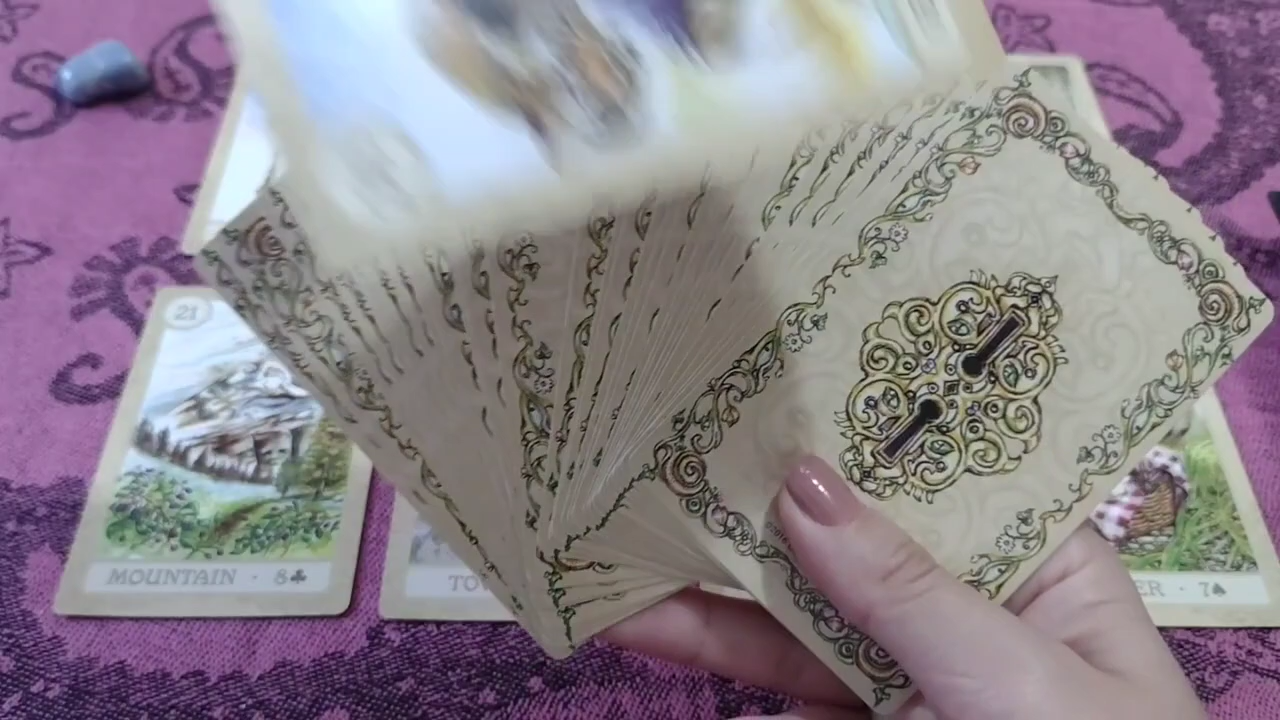 21
MOUNTAIN · 8♣
TO
ER · 7♠